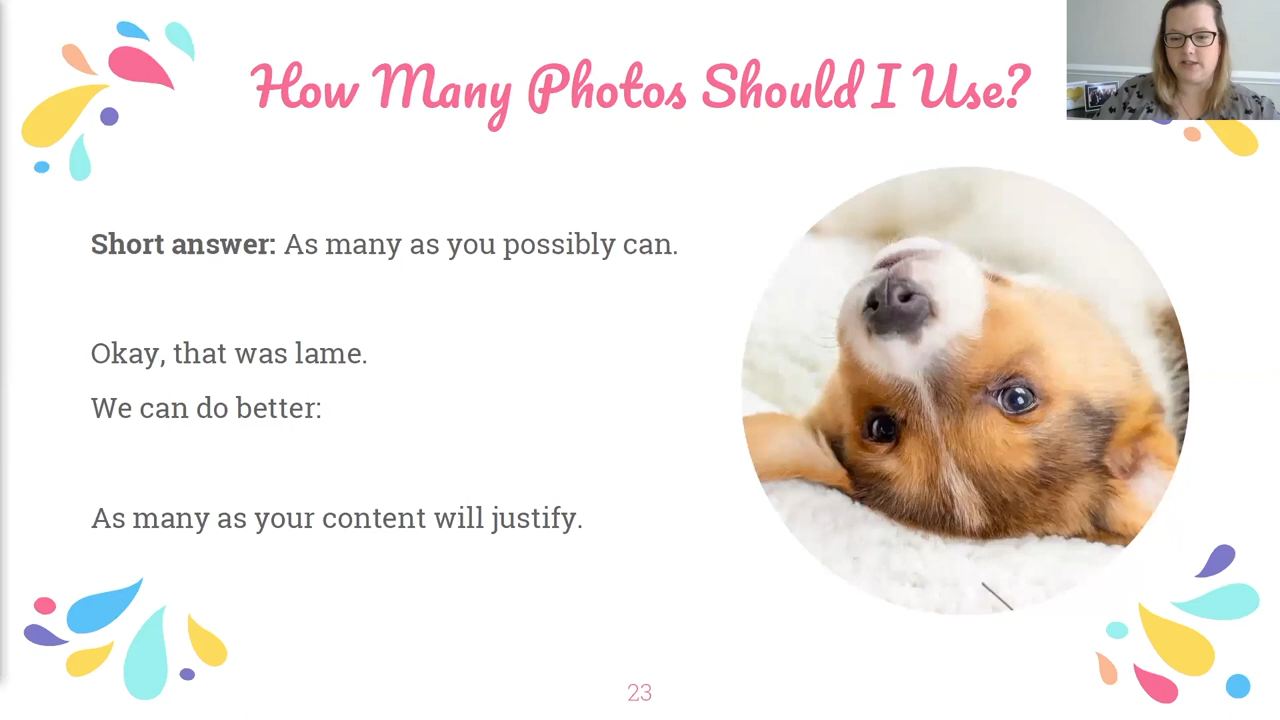 How Many Photos Should I Use?
Short answer: As many as you possibly can.
Okay, that was lame.
We can do better:
As many as your content will justify.
23